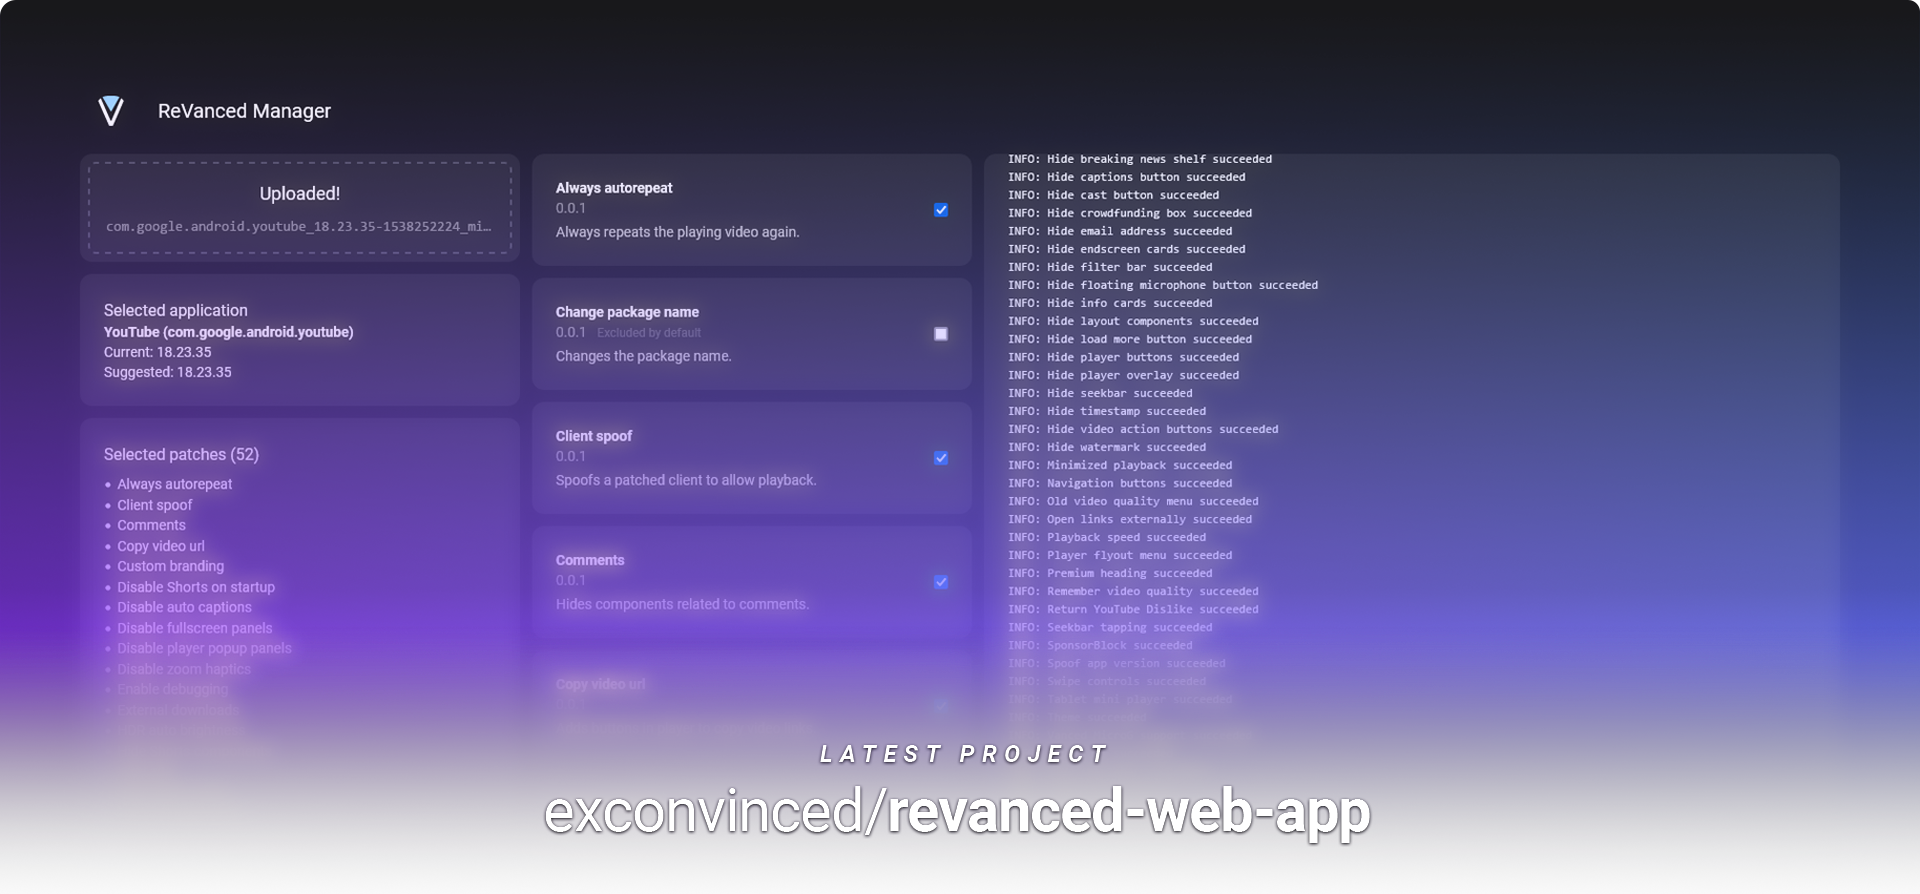 ReVanced Manager
Uploaded!
com.google.android.youtube_18.23.35-1538252224_mi…
Selected application
YouTube (com.google.android.youtube)
Current: 18.23.35
Suggested: 18.23.35
Selected patches (52)
• Always autorepeat
• Client spoof
• Comments
• Copy video url
• Custom branding
• Disable Shorts on startup
• Disable auto captions
• Disable fullscreen panels
• Disable player popup panels
• Disable zoom haptics
• Enable debugging
• External downloads
Always autorepeat
0.0.1
Always repeats the playing video again.
Change package name
0.0.1 Excluded by default
Changes the package name.
Client spoof
0.0.1
Spoofs a patched client to allow playback.
Comments
0.0.1
Hides components related to comments.
Copy video url
INFO: Hide breaking news shelf succeeded
INFO: Hide captions button succeeded
INFO: Hide cast button succeeded
INFO: Hide crowdfunding box succeeded
INFO: Hide email address succeeded
INFO: Hide endscreen cards succeeded
INFO: Hide filter bar succeeded
INFO: Hide floating microphone button succeeded
INFO: Hide info cards succeeded
INFO: Hide layout components succeeded
INFO: Hide load more button succeeded
INFO: Hide player buttons succeeded
INFO: Hide player overlay succeeded
INFO: Hide seekbar succeeded
INFO: Hide timestamp succeeded
INFO: Hide video action buttons succeeded
INFO: Hide watermark succeeded
INFO: Minimized playback succeeded
INFO: Navigation buttons succeeded
INFO: Old video quality menu succeeded
INFO: Open links externally succeeded
INFO: Playback speed succeeded
INFO: Player flyout menu succeeded
INFO: Premium heading succeeded
INFO: Remember video quality succeeded
INFO: Return YouTube Dislike succeeded
INFO: Seekbar tapping succeeded
INFO: SponsorBlock succeeded
INFO: Spoof app version succeeded
INFO: Swipe controls succeeded
INFO: Tablet mini player succeeded
LATEST PROJECT
exconvinced/revanced-web-app